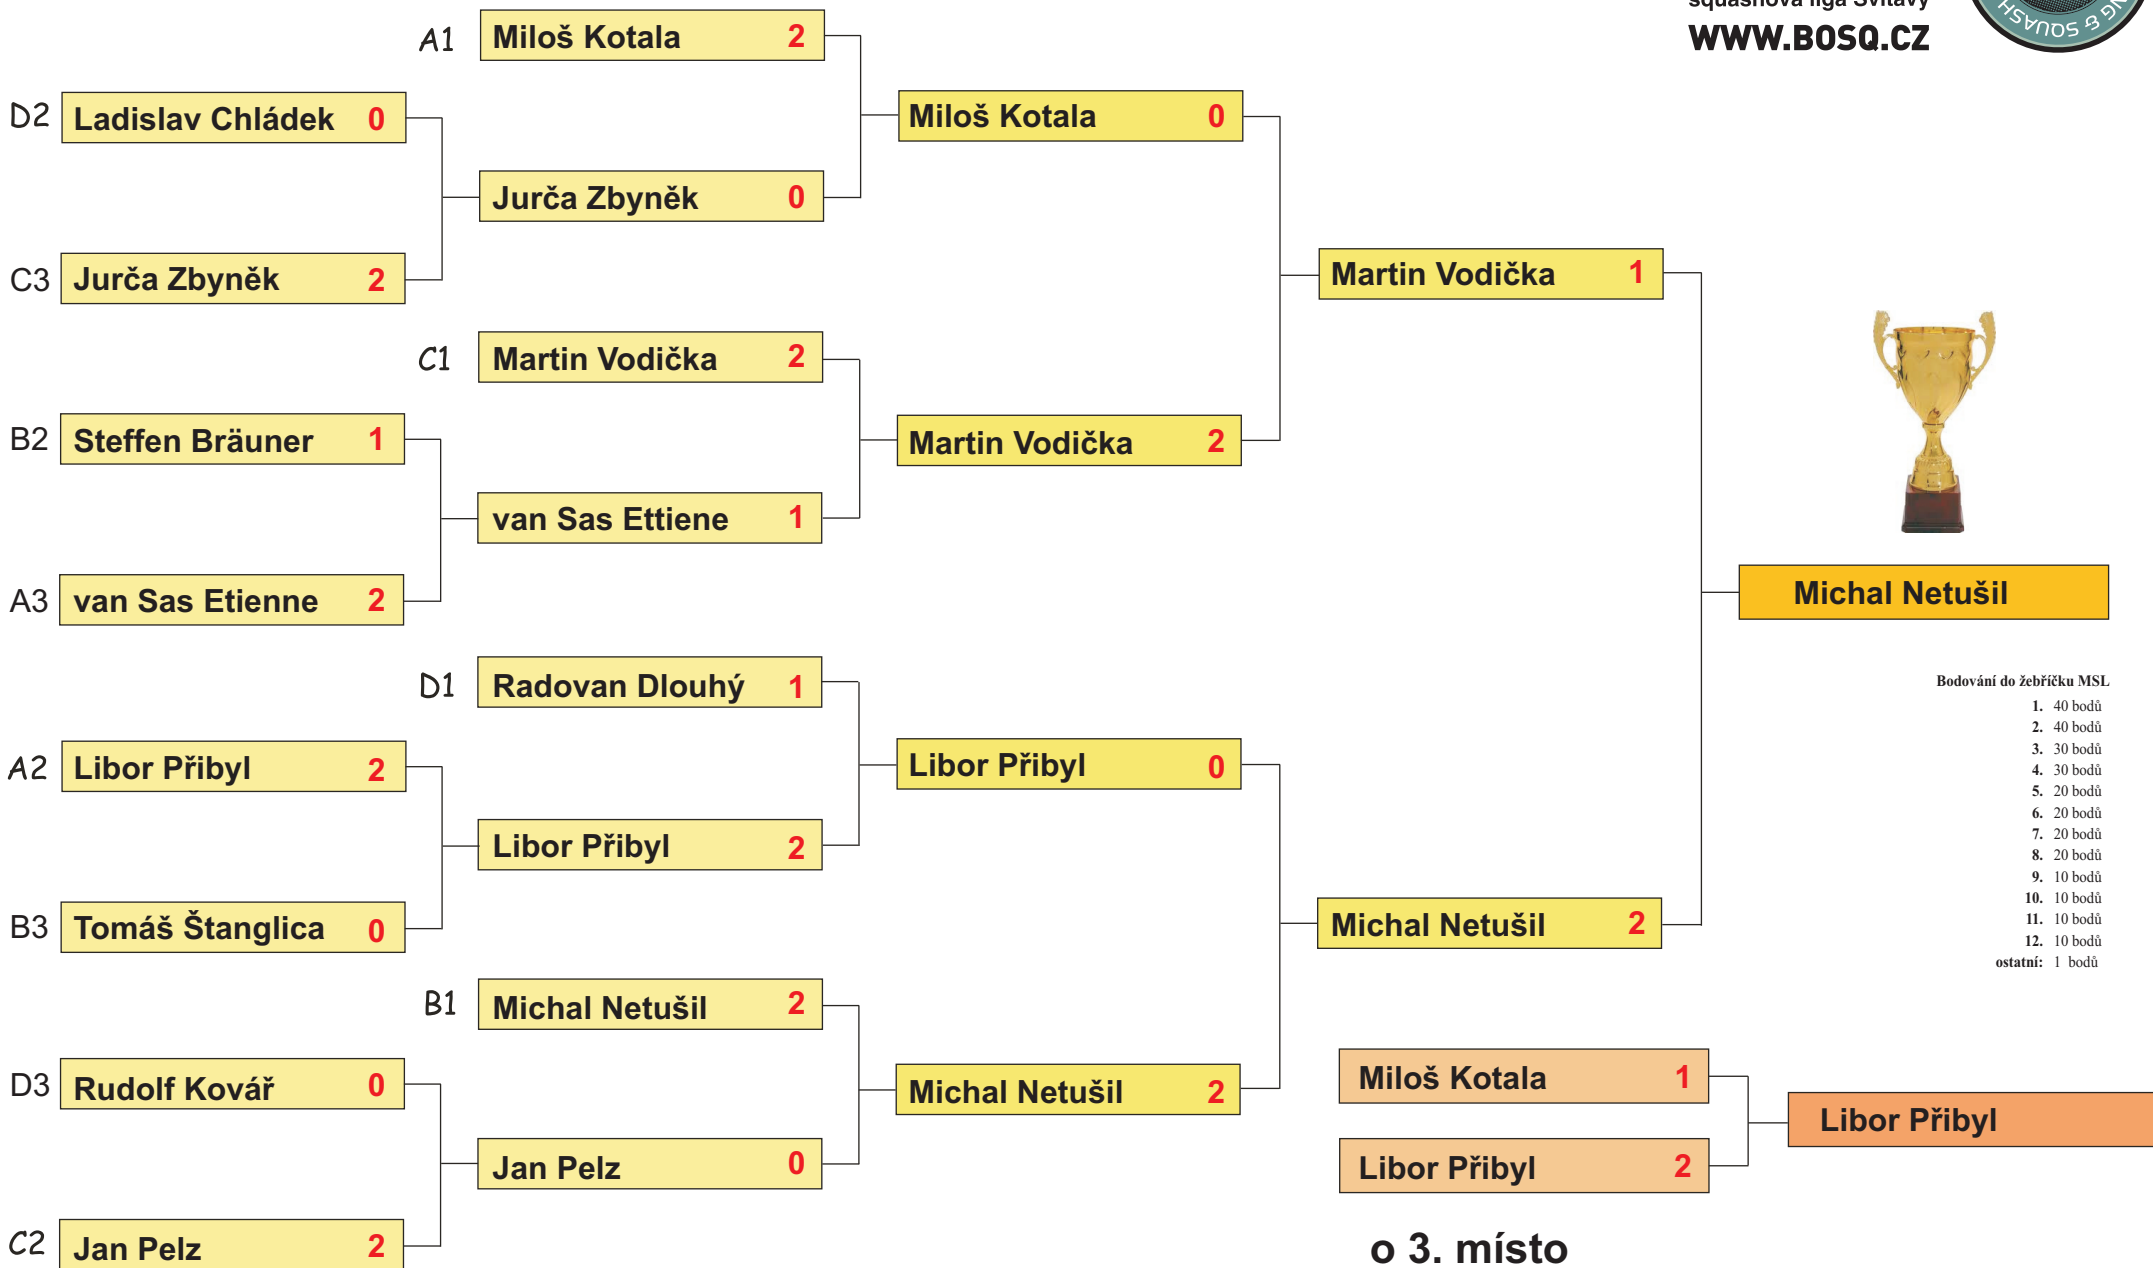 squashová liga Svitavy
WWW.BOSQ.CZ
NG & SQUASH
A1 Miloš Kotala 2
D2 Ladislav Chládek 0
Miloš Kotala 0
Jurča Zbyněk 0
C3 Jurča Zbyněk 2
Martin Vodička 1
C1 Martin Vodička 2
B2 Steffen Bräuner 1
Martin Vodička 2
van Sas Ettiene 1
A3 van Sas Etienne 2
Michal Netušil
D1 Radovan Dlouhý 1
A2 Libor Přibyl 2
Libor Přibyl 0
Libor Přibyl 2
B3 Tomáš Štanglica 0
Michal Netušil 2
B1 Michal Netušil 2
D3 Rudolf Kovář 0
Michal Netušil 2
Jan Pelz 0
C2 Jan Pelz 2
Bodování do žebříčku MSL
1. 40 bodů
2. 40 bodů
3. 30 bodů
4. 30 bodů
5. 20 bodů
6. 20 bodů
7. 20 bodů
8. 20 bodů
9. 10 bodů
10. 10 bodů
11. 10 bodů
12. 10 bodů
ostatní: 1 bodů
Miloš Kotala 1
Libor Přibyl
Libor Přibyl 2
o 3. místo